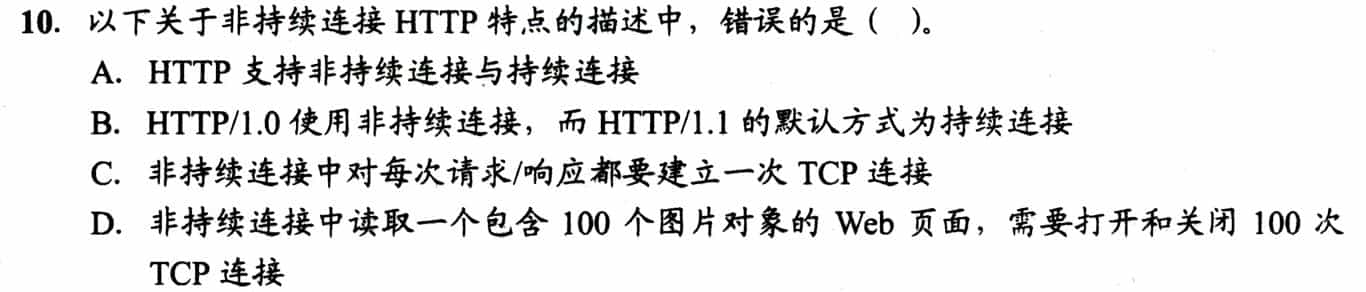 10. 以下关于非持续连接 HTTP 特点的描述中，错误的是（ ）。
A. HTTP 支持非持续连接与持续连接
B. HTTP/1.0 使用非持续连接，而 HTTP/1.1 的默认方式为持续连接
C. 非持续连接中对每次请求/响应都要建立一次 TCP 连接
D. 非持续连接中读取一个包含 100 个图片对象的 Web 页面，需要打开和关闭 100 次
TCP 连接